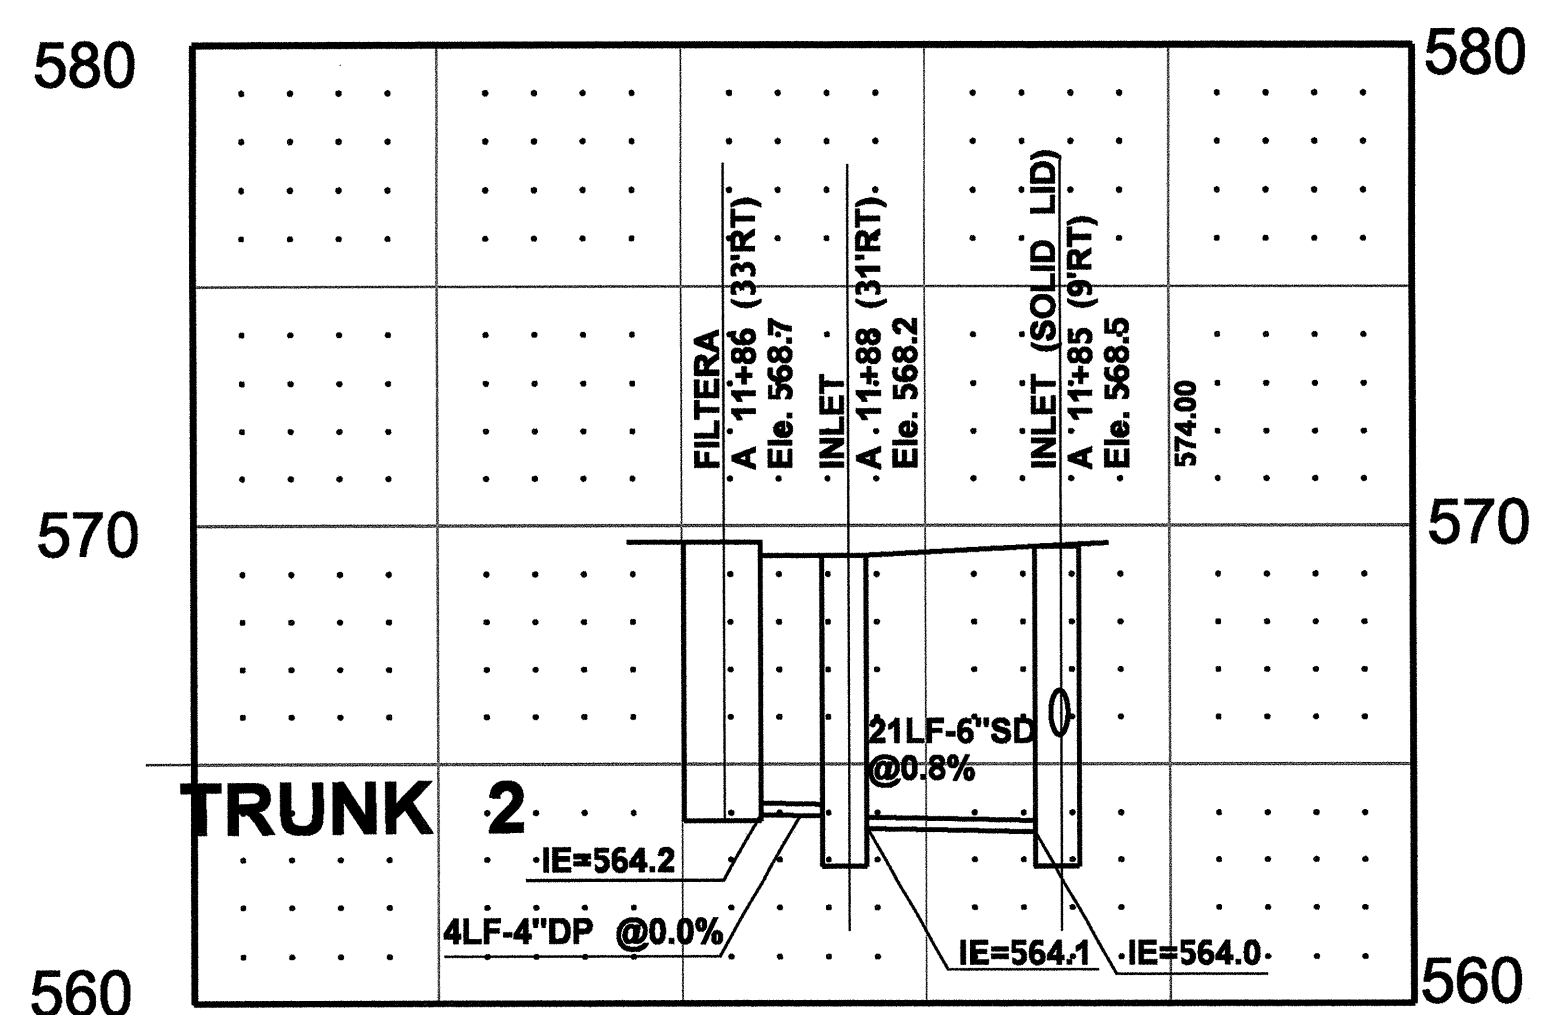 580
580
FILTERA
A 11+86 (33'RT)
Ele. 568.7
INLET
A 11+88 (31'RT)
Ele. 568.2
INLET (SOLID LID)
A 11+85 (9'RT)
Ele. 568.5
574.00
570
570
21LF-6"SD
@0.8%
TRUNK 2
IE=564.2
4LF-4"DP @0.0%
IE=564.1
IE=564.0
560
560